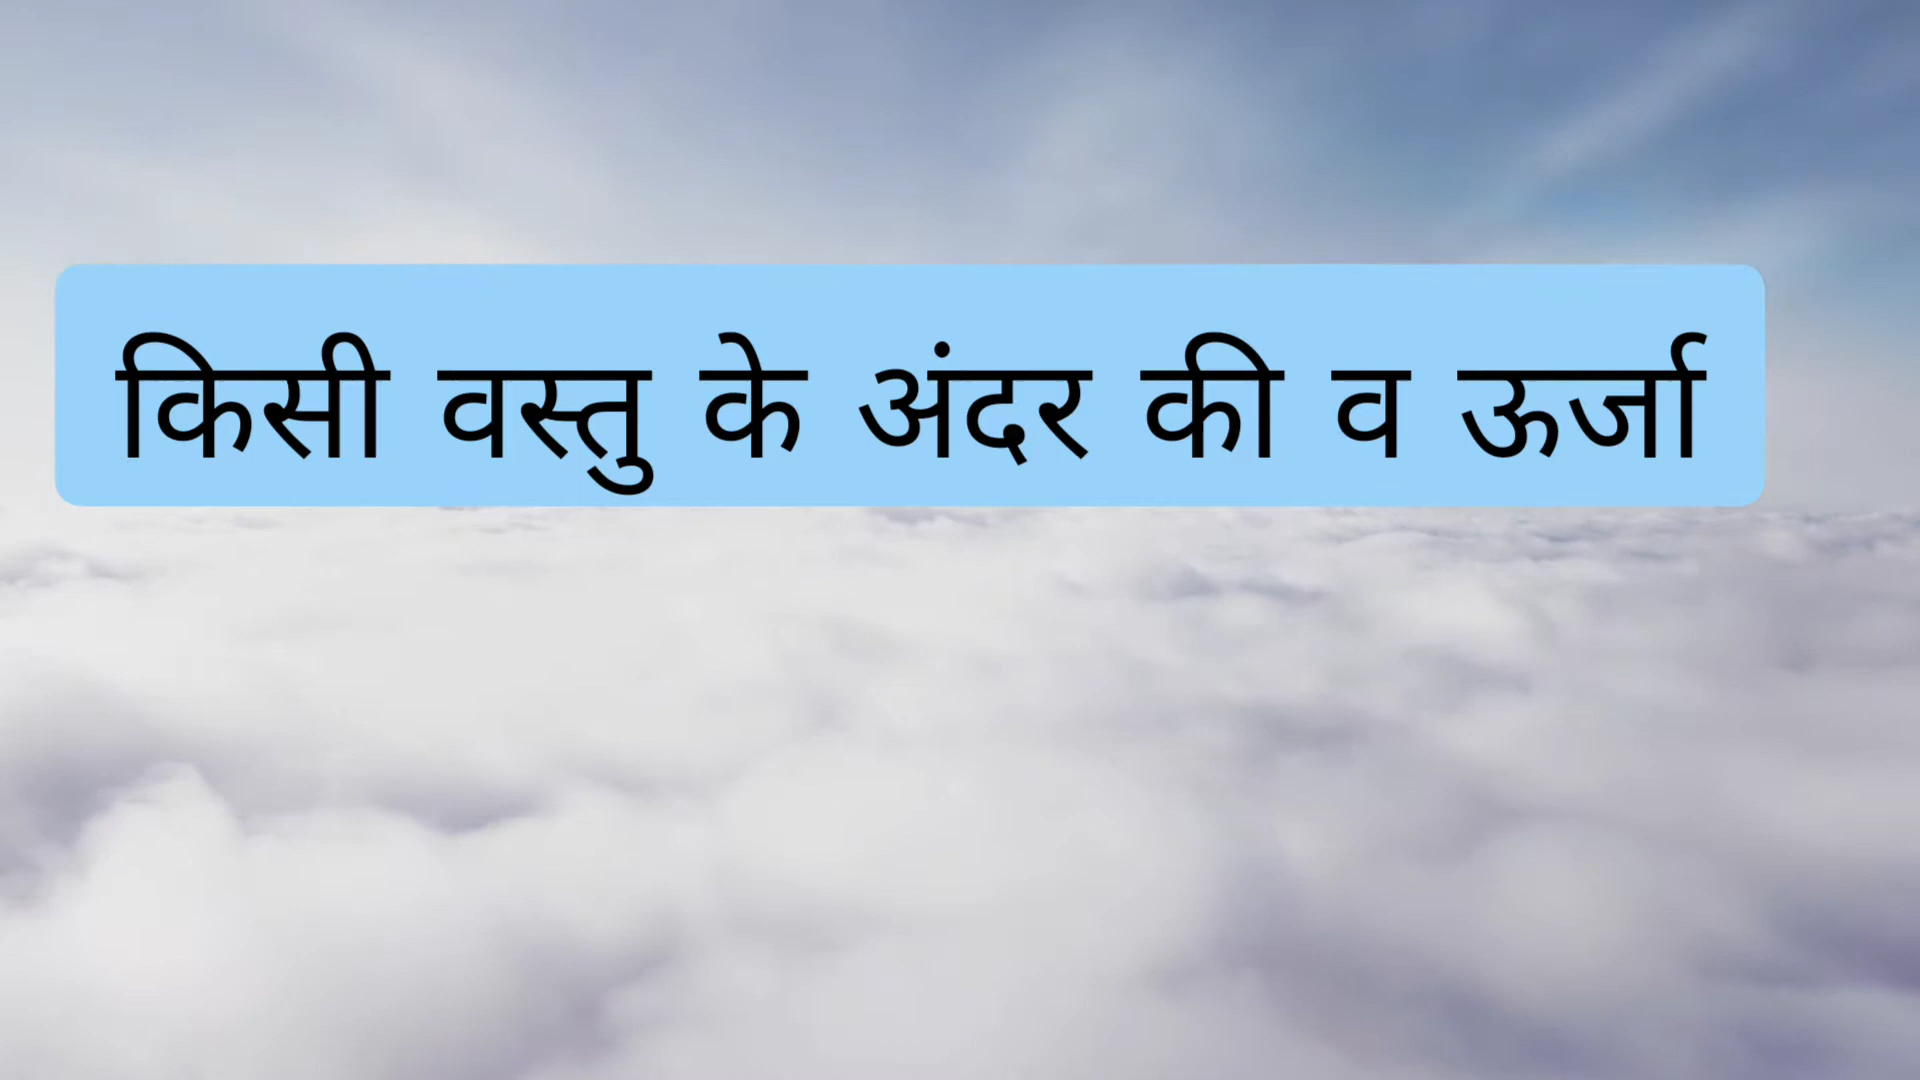 किसी वस्तु के अंदर की व ऊर्जा